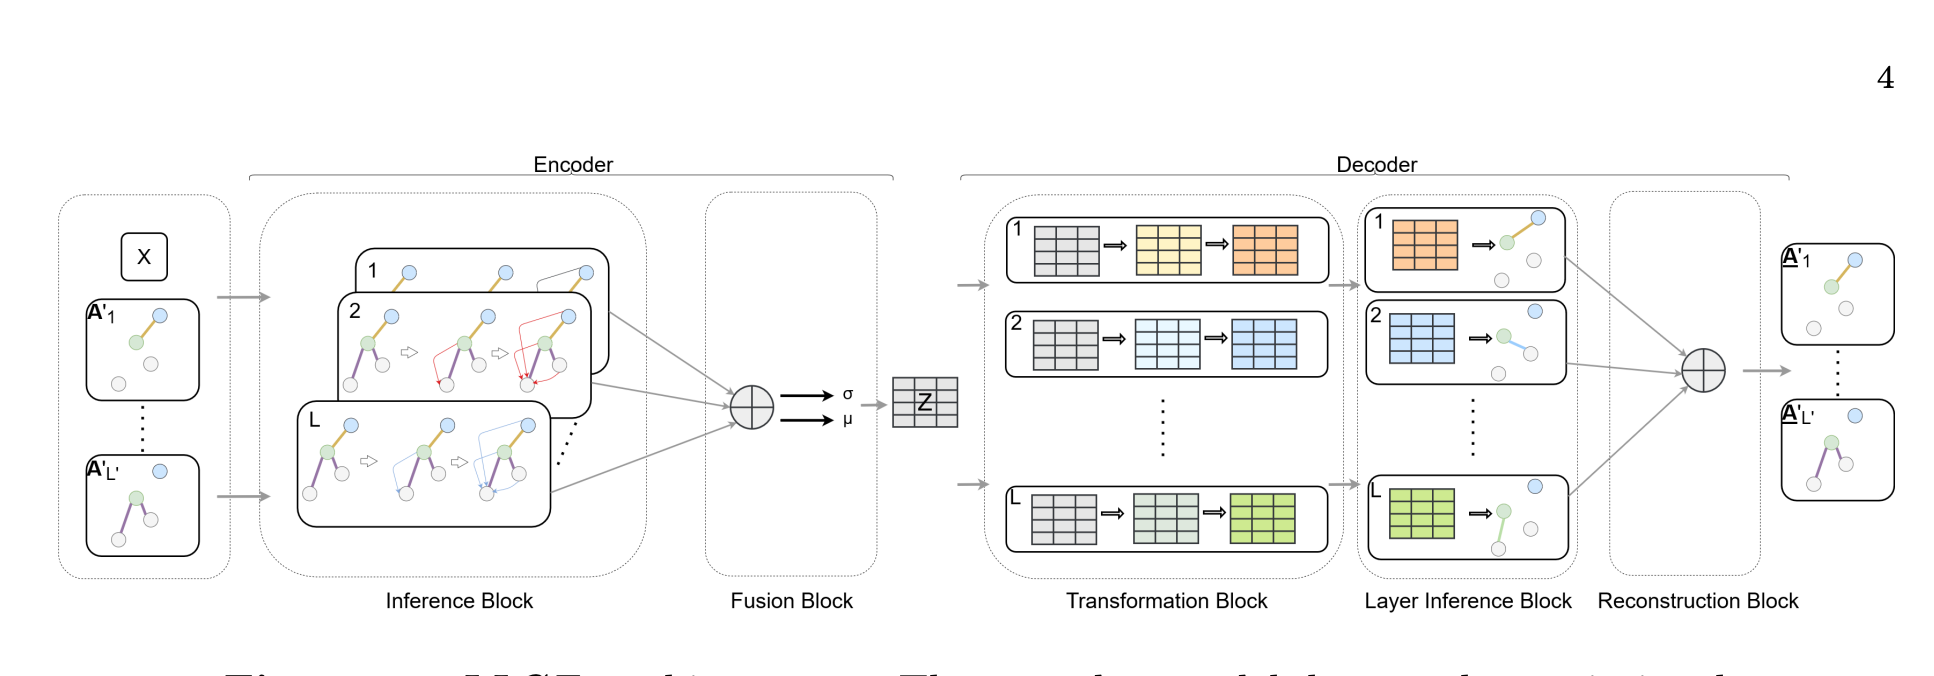 4
Encoder
Decoder
X
A'1
A'L'
1
2
L
σ
μ
Z
1
2
L
1
2
L
A'1
A'L'
Inference Block
Fusion Block
Transformation Block
Layer Inference Block
Reconstruction Block